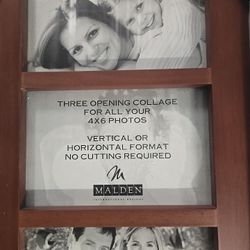 THREE OPENING COLLAGE
FOR ALL YOUR
4X6 PHOTOS
VERTICAL OR
HORIZONTAL FORMAT
NO CUTTING REQUIRED
M
MALDEN
INTERNATIONAL DESIGNS